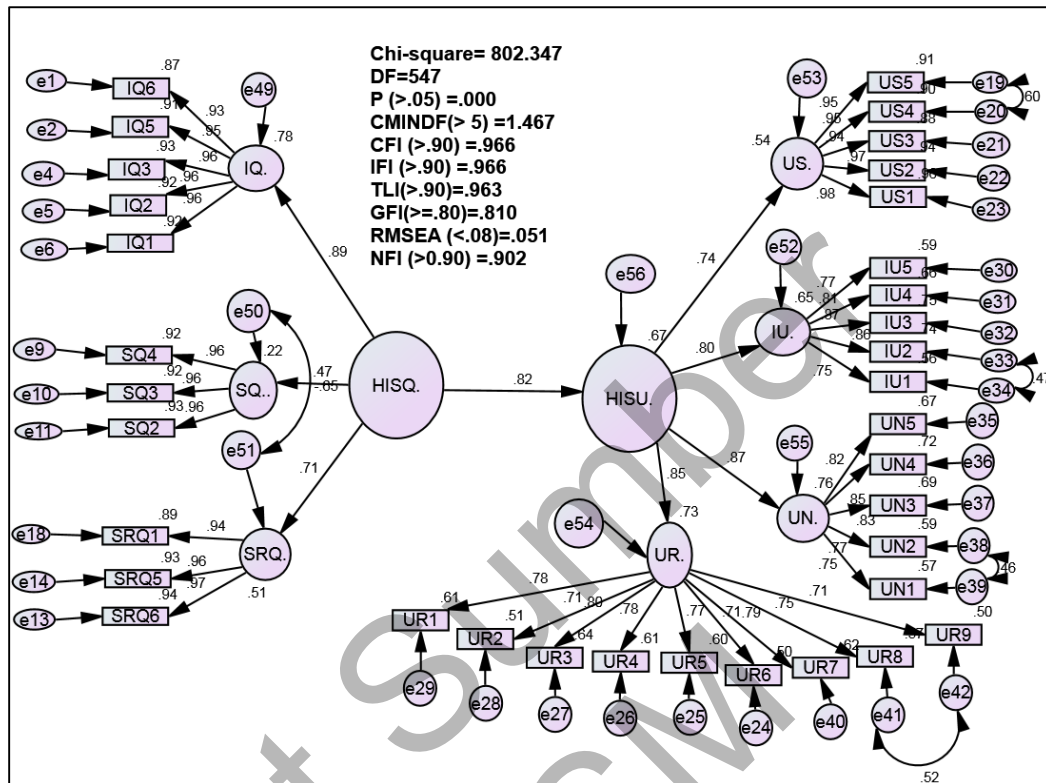 Chi-square= 802.347
DF=547
P (>.05) =.000
CMINDF(> 5) =1.467
CFI (>.90) =.966
IFI (>.90) =.966
TLI(>.90)=.963
GFI(>=.80)=.810
RMSEA (<.08)=.051
NFI (>0.90) =.902
e1
.87
IQ6
e2
.91
IQ5
e4
.93
IQ3
e5
.92
IQ2
e6
.92
IQ1
.93
.95
.96
.96
.96
e49
.78
IQ.
.89
e9
.92
SQ4
e10
.92
SQ3
e11
.93
SQ2
.96
.96
.96
e50
.22
SQ..
.47
-.05
e51
.71
e18
.89
SRQ1
e14
.93
SRQ5
e13
.94
SRQ6
.94
.96
.97
SRQ.
.51
HISQ.
.82
e56
.67
HISU.
.74
.80
.87
.85
e53
.54
US.
.95
.95
.94
.97
.98
.91
US5
e19
.90
US4
e20
.60
.88
US3
e21
.94
US2
e22
.96
US1
e23
e52
.65
IU.
.77
.81
.87
.86
.75
.59
IU5
e30
.66
IU4
e31
.75
IU3
e32
.74
IU2
e33
.56
IU1
e34
.47
e55
.76
UN.
.82
.85
.83
.77
.75
.67
UN5
e35
.72
UN4
e36
.69
UN3
e37
.59
UN2
e38
.57
UN1
e39
.46
e54
.73
UR.
.78
.71
.80
.78
.77
.71
.79
.75
.71
.61
UR1
e29
.51
UR2
e28
.64
UR3
e27
.61
UR4
e26
UR5
e25
.60
UR6
e24
.50
UR7
e40
.62
UR8
e41
UR9
.50
e42
.52
Sumber